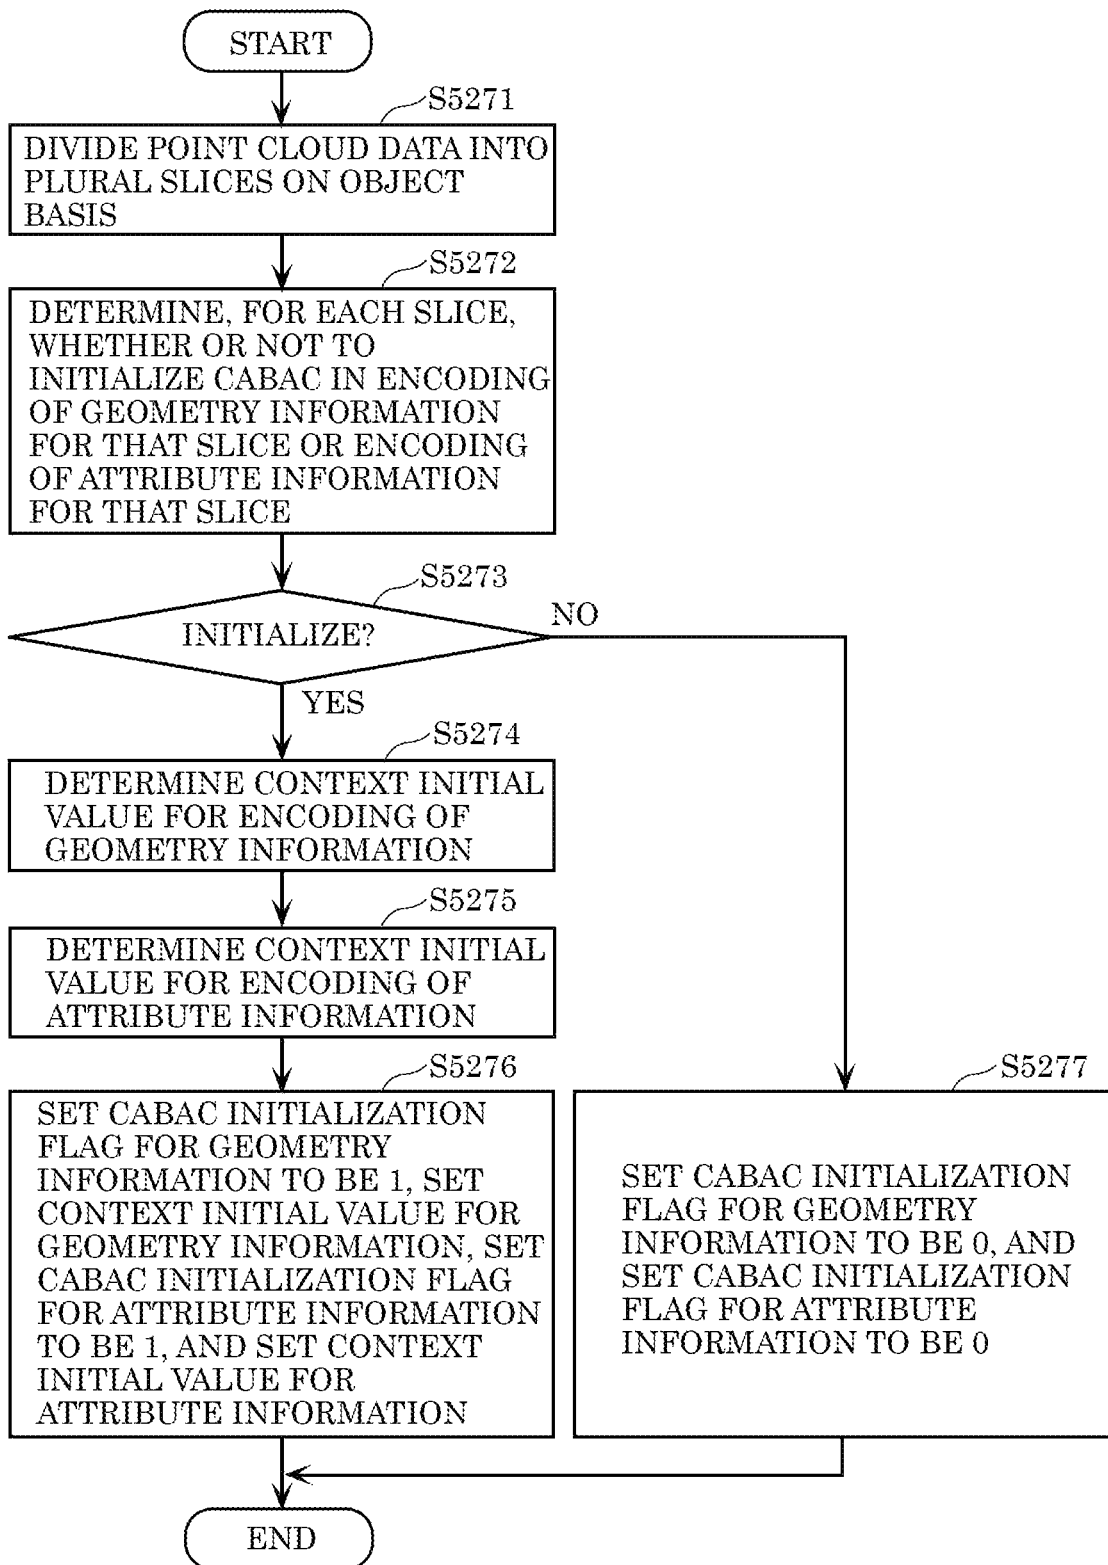 START
S5271
DIVIDE POINT CLOUD DATA INTO
PLURAL SLICES ON OBJECT
BASIS
S5272
DETERMINE, FOR EACH SLICE,
WHETHER OR NOT TO
INITIALIZE CABAC IN ENCODING
OF GEOMETRY INFORMATION
FOR THAT SLICE OR ENCODING
OF ATTRIBUTE INFORMATION
FOR THAT SLICE
S5273
INITIALIZE?
NO
YES
S5274
DETERMINE CONTEXT INITIAL
VALUE FOR ENCODING OF
GEOMETRY INFORMATION
S5275
DETERMINE CONTEXT INITIAL
VALUE FOR ENCODING OF
ATTRIBUTE INFORMATION
S5276
SET CABAC INITIALIZATION
FLAG FOR GEOMETRY
INFORMATION TO BE 1, SET
CONTEXT INITIAL VALUE FOR
GEOMETRY INFORMATION, SET
CABAC INITIALIZATION FLAG
FOR ATTRIBUTE INFORMATION
TO BE 1, AND SET CONTEXT
INITIAL VALUE FOR
ATTRIBUTE INFORMATION
S5277
SET CABAC INITIALIZATION
FLAG FOR GEOMETRY
INFORMATION TO BE 0, AND
SET CABAC INITIALIZATION
FLAG FOR ATTRIBUTE
INFORMATION TO BE 0
END